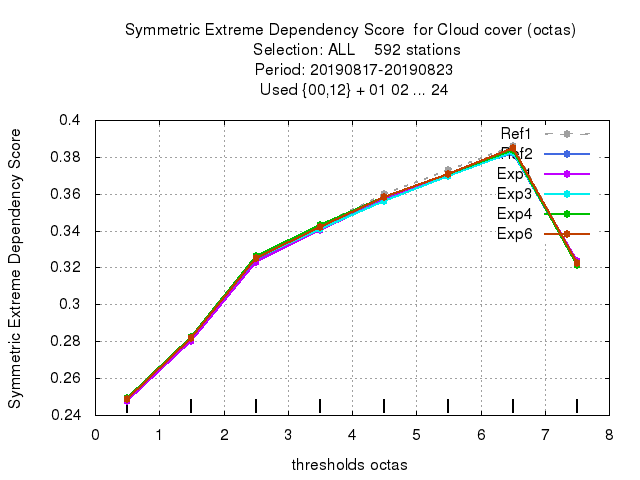 Symmetric Extreme Dependency Score  for Cloud cover (octas)
Selection: ALL    592 stations
Period: 20190817-20190823
Used {00,12} + 01 02 ... 24
Symmetric Extreme Dependency Score
0.4
0.38
0.36
0.34
0.32
0.3
0.28
0.26
0.24
Ref1
Ref2
Exp1
Exp3
Exp4
Exp6
0 1 2 3 4 5 6 7 8
thresholds octas